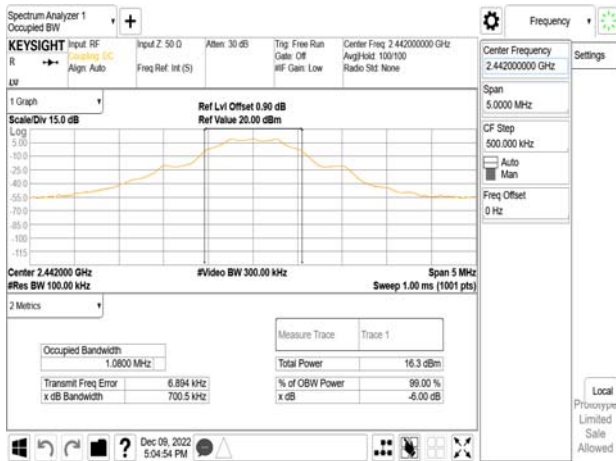 Spectrum Analyzer 1
Occupied BW
Frequency
KEYSIGHT
R
LVI
Input: RF
Coupling: DC
Align: Auto
Input Z: 50 Ω
Freq Ref: Int (S)
Atten: 30 dB
Trig: Free Run
Gate: Off
#IF Gain: Low
Center Freq: 2.442000000 GHz
Avg|Hold: 100/100
Radio Std: None
Center Frequency
2.442000000 GHz
Settings
Span
5.0000 MHz
CF Step
500.000 kHz
Auto
Man
Freq Offset
0 Hz
1 Graph
Scale/Div 15.0 dB
Ref Lvl Offset 0.90 dB
Ref Value 20.00 dBm
Log
5.00
-10.0
-25.0
-40.0
-55.0
-70.0
-85.0
-100
-115
Center 2.442000 GHz
#Res BW 100.00 kHz
#Video BW 300.00 kHz
Span 5 MHz
Sweep 1.00 ms (1001 pts)
2 Metrics
Measure Trace
Trace 1
Occupied Bandwidth
1.0800 MHz
Total Power
16.3 dBm
Transmit Freq Error
6.894 kHz
% of OBW Power
99.00 %
x dB Bandwidth
700.5 kHz
x dB
-6.00 dB
Local
Prototype
Limited
Sale
Allowed
?
Dec 09, 2022
5:04:54 PM